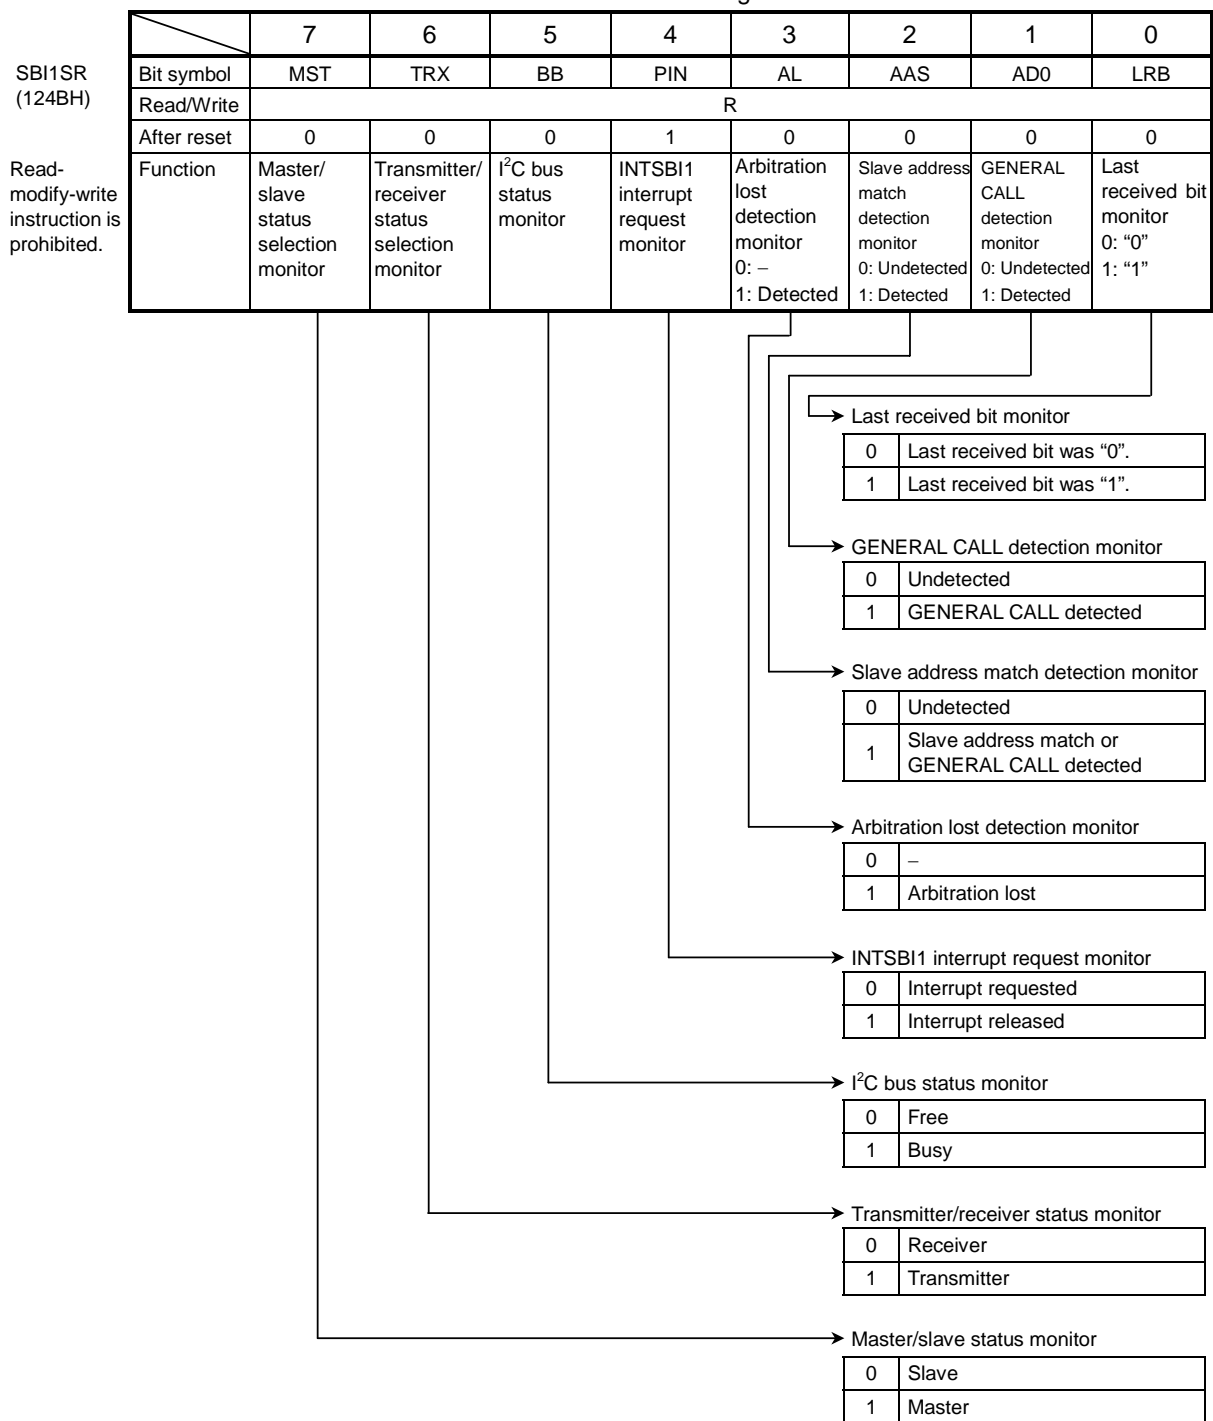 7 6 5 4 3 2 1 0
SBI1SR
(124BH)
Bit symbol MST TRX BB PIN AL AAS AD0 LRB
Read/Write R
After reset 0 0 0 1 0 0 0 0
Read-
modify-write
instruction is
prohibited.
Function
Master/
slave
status
selection
monitor
Transmitter/
receiver
status
selection
monitor
I²C bus
status
monitor
INTSBI1
interrupt
request
monitor
Arbitration
lost
detection
monitor
0: –
1: Detected
Slave address
match
detection
monitor
0: Undetected
1: Detected
GENERAL
CALL
detection
monitor
0: Undetected
1: Detected
Last
received bit
monitor
0: “0”
1: “1”
Last received bit monitor
0 Last received bit was “0”.
1 Last received bit was “1”.
GENERAL CALL detection monitor
0 Undetected
1 GENERAL CALL detected
Slave address match detection monitor
0 Undetected
1 Slave address match or
GENERAL CALL detected
Arbitration lost detection monitor
0 –
1 Arbitration lost
INTSBI1 interrupt request monitor
0 Interrupt requested
1 Interrupt released
I²C bus status monitor
0 Free
1 Busy
Transmitter/receiver status monitor
0 Receiver
1 Transmitter
Master/slave status monitor
0 Slave
1 Master